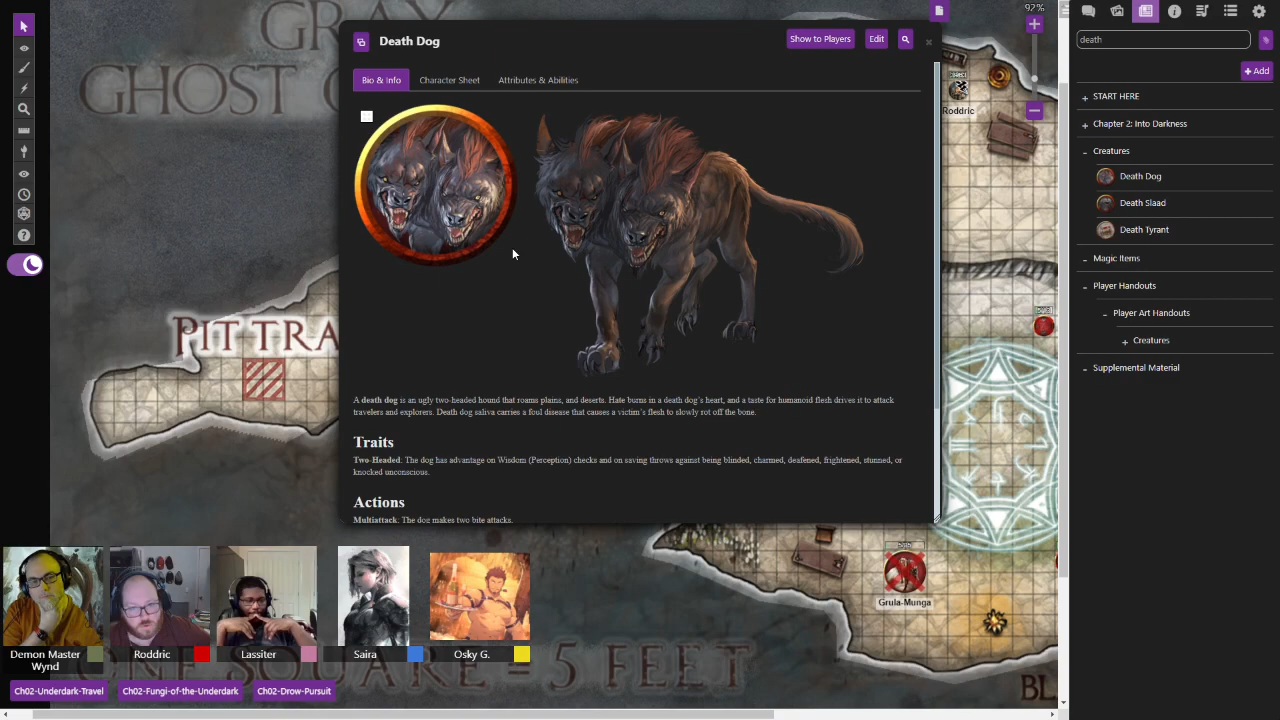 GRAY
GHOST
Death Dog
Show to Players
Edit
92%
Bio & Info
Character Sheet
Attributes & Abilities
death
+ Add
START HERE
Chapter 2: Into Darkness
Creatures
Death Dog
Death Slaad
Death Tyrant
Magic Items
Player Handouts
Player Art Handouts
Creatures
Supplemental Material
Roddric
PIT TRA
A death dog is an ugly two-headed hound that roams plains, and deserts. Hate burns in a death dog's heart, and a taste for humanoid flesh drives it to attack
travelers and explorers. Death dog saliva carries a foul disease that causes a victim's flesh to slowly rot off the bone.
Traits
Two-Headed: The dog has advantage on Wisdom (Perception) checks and on saving throws against being blinded, charmed, deafened, frightened, stunned, or
knocked unconscious.
Actions
Multiattack: The dog makes two bite attacks.
Grula-Munga
Demon Master
Wynd
Roddric
Lassiter
Saira
Osky G.
ONE SQUARE = 5 FEET
BL
Ch02-Underdark-Travel
Ch02-Fungi-of-the-Underdark
Ch02-Drow-Pursuit